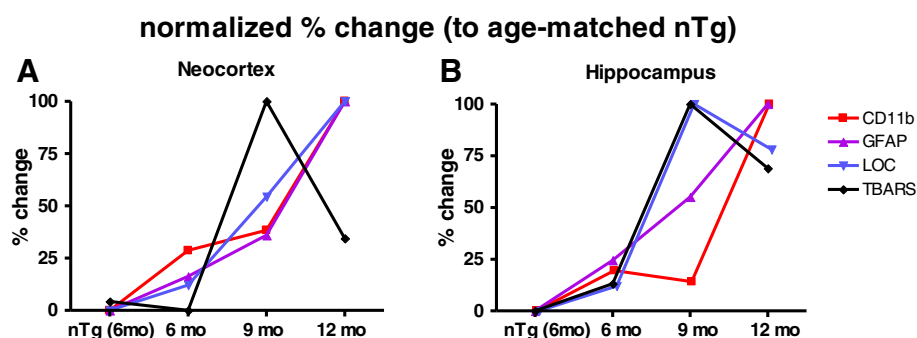 normalized % change (to age-matched nTg)
A
Neocortex
% change
100
75
50
25
0
nTg (6mo) 6 mo 9 mo 12 mo
B
Hippocampus
% change
100
75
50
25
0
nTg (6mo) 6 mo 9 mo 12 mo
CD11b
GFAP
LOC
TBARS